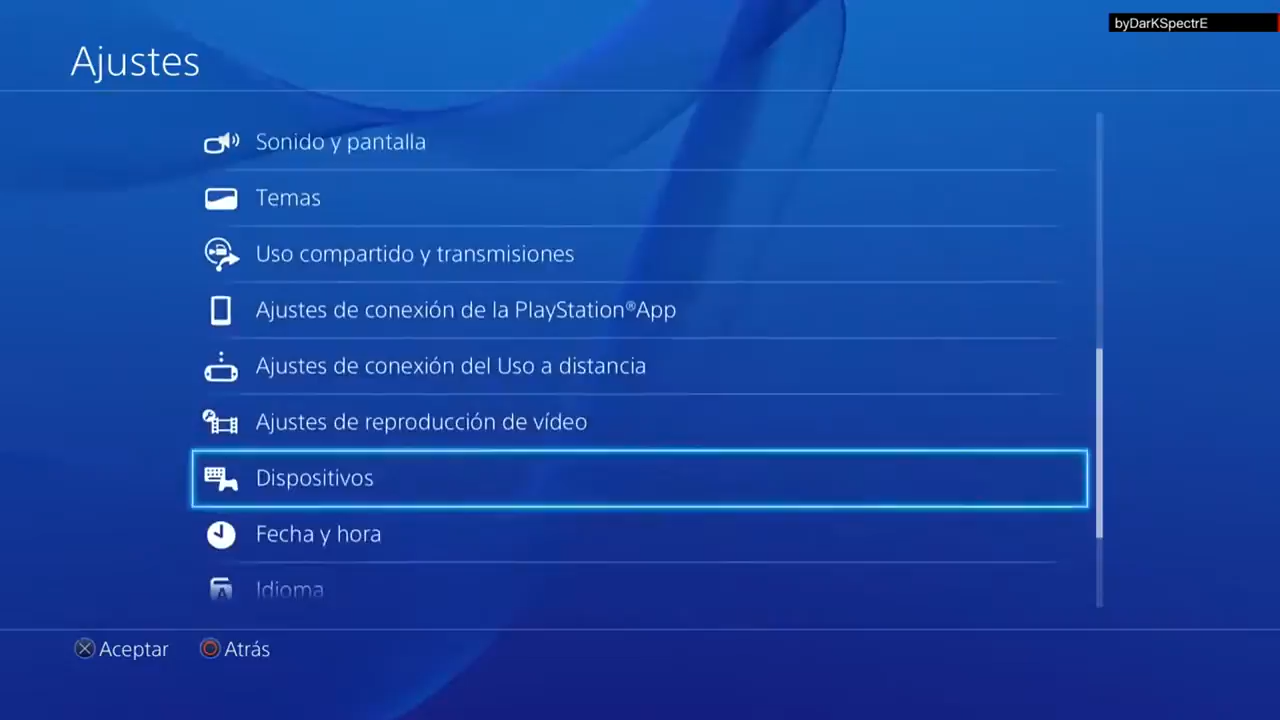 byDarKSpectrE
Ajustes
Sonido y pantalla
Temas
Uso compartido y transmisiones
Ajustes de conexión de la PlayStation®App
Ajustes de conexión del Uso a distancia
Ajustes de reproducción de vídeo
Dispositivos
Fecha y hora
Idioma
Aceptar Atrás